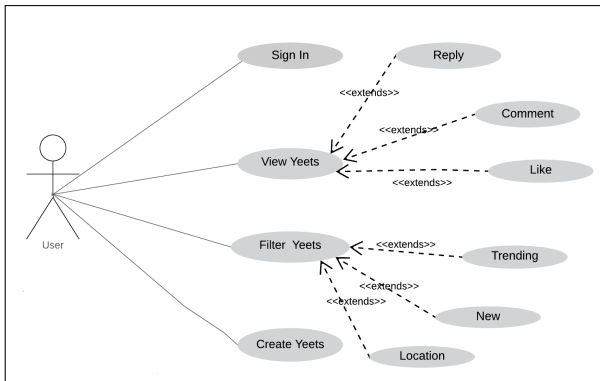 Sign In
Reply
<<extends>>
Comment
<<extends>>
View Yeets
Like
<<extends>>
User
Filter Yeets
<<extends>>
Trending
<<extends>>
<<extends>>
New
Create Yeets
Location